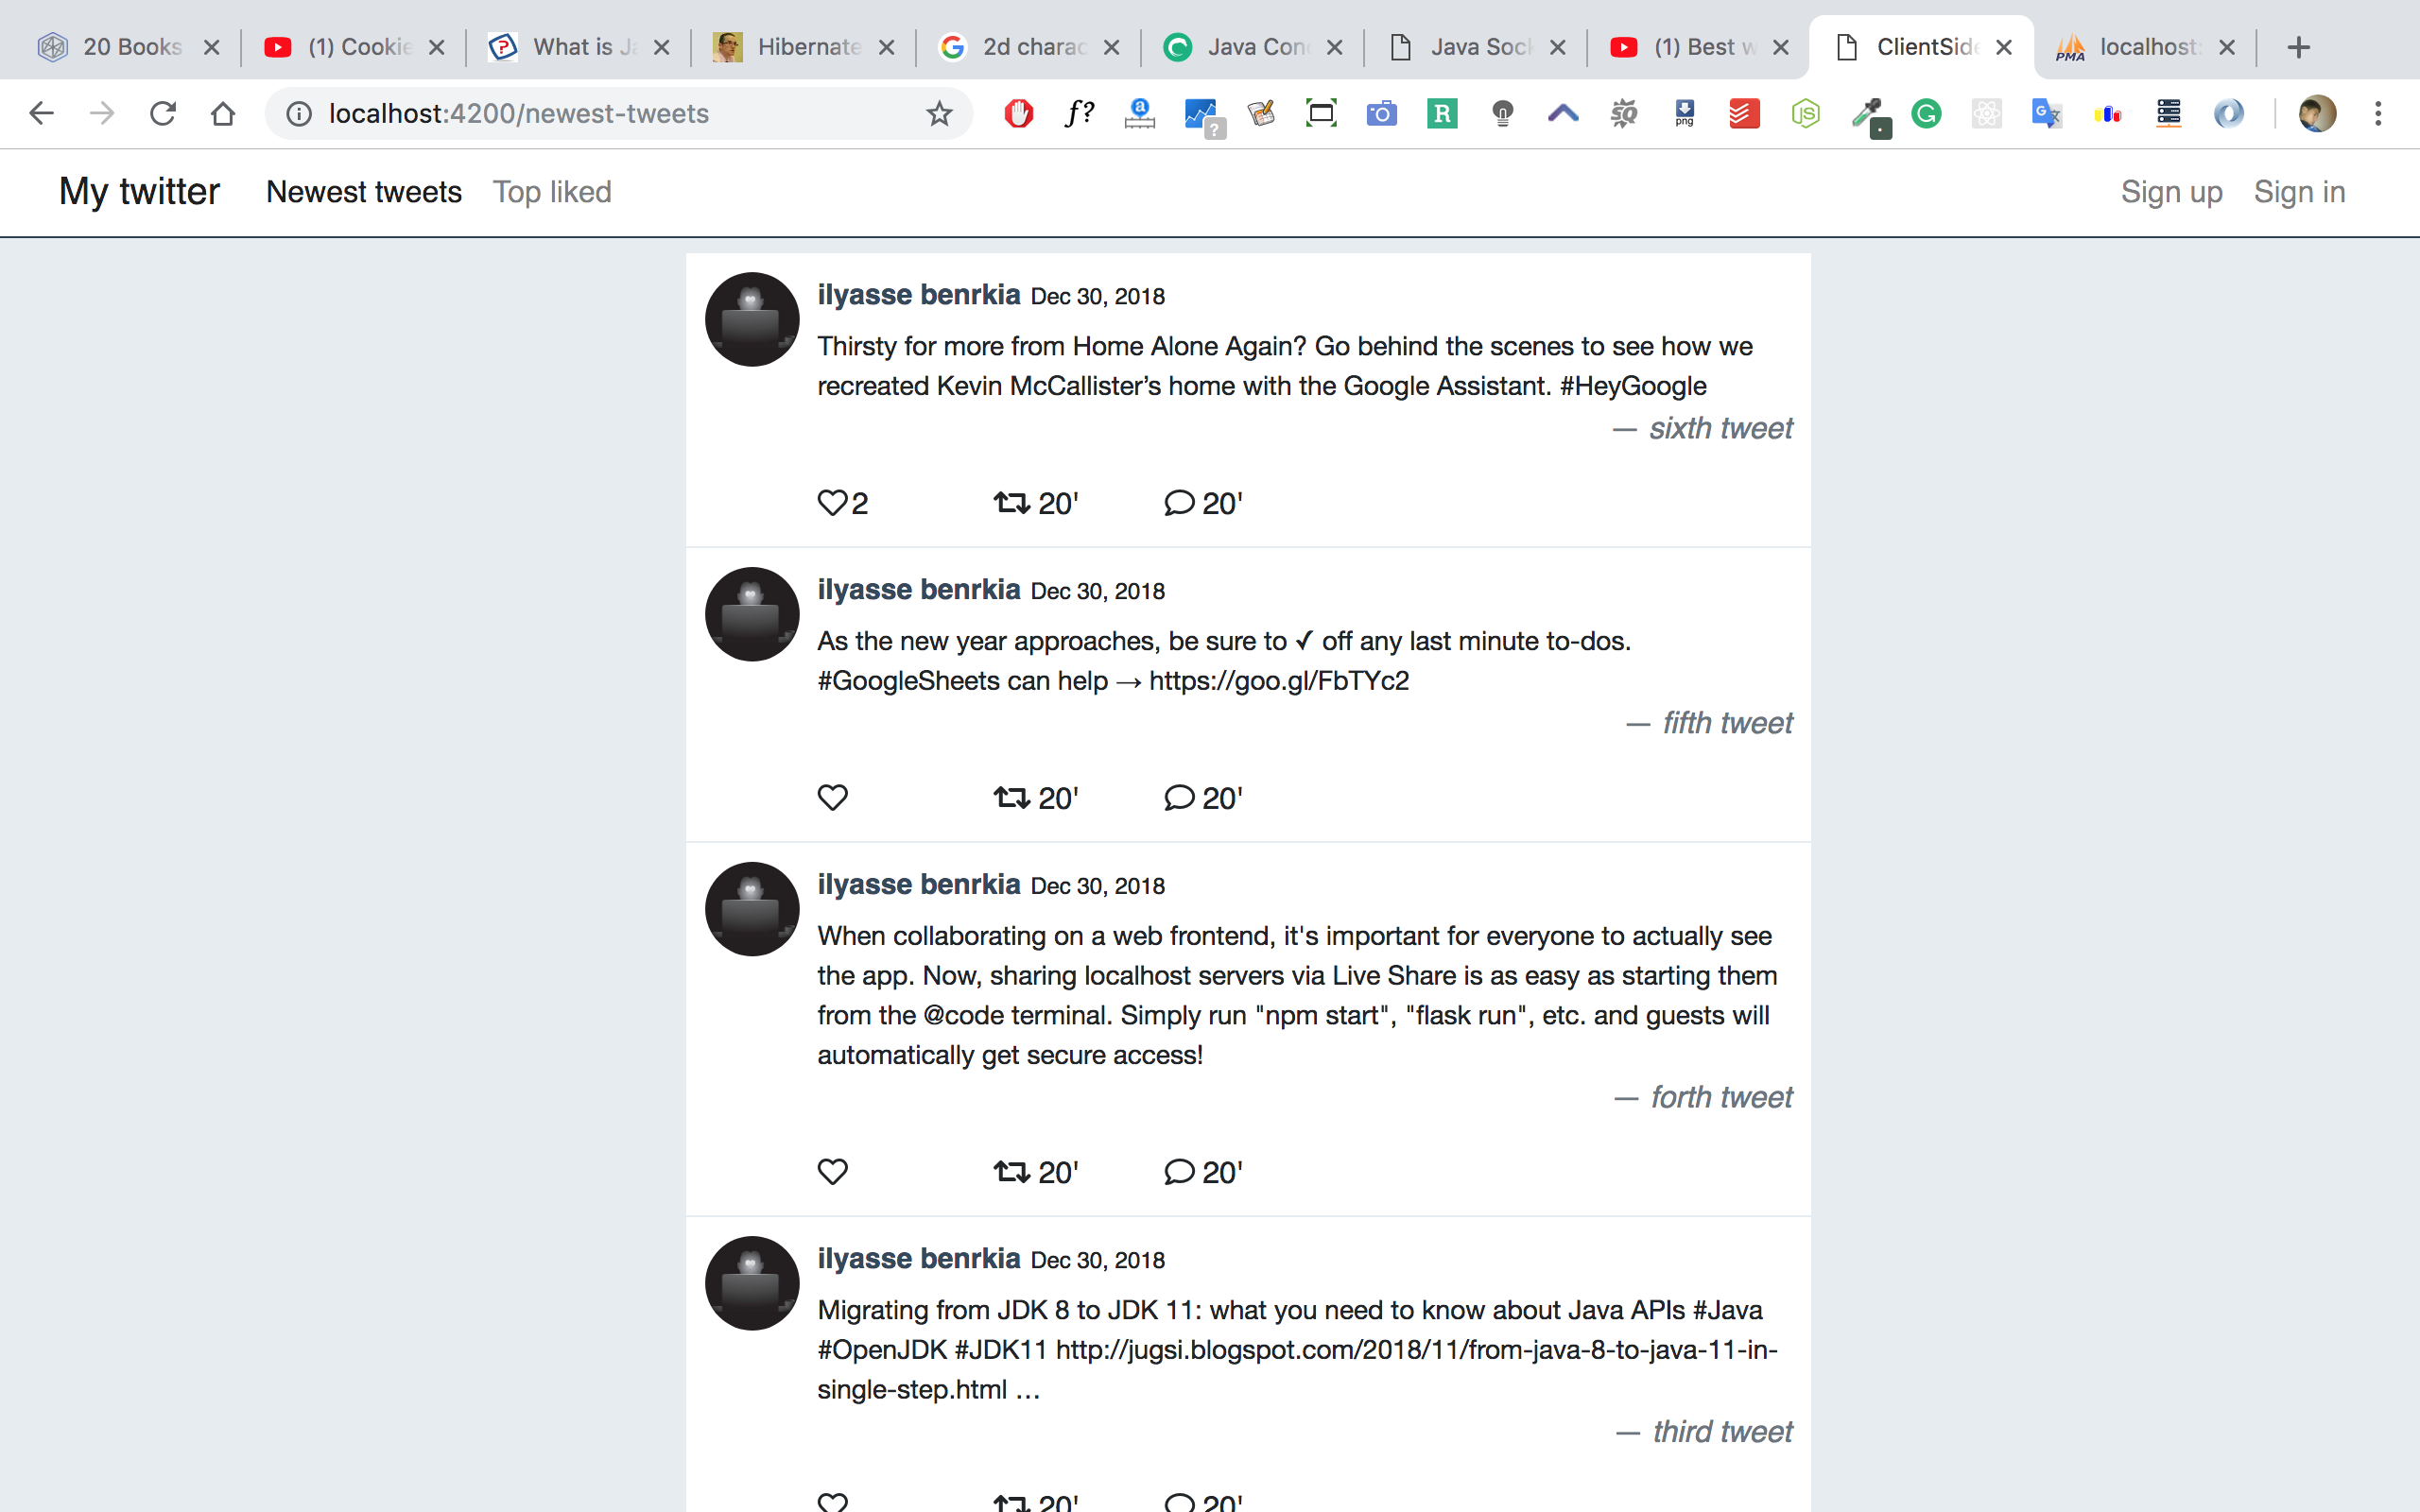 20 Books
(1) Cookie
What is Ja
Hibernate
2d charac
Java Con
Java Sock
(1) Best w
ClientSide
PMA
localhost:
localhost:4200/newest-tweets
f?
a
?
R
png
JS
G
G
My twitter
Newest tweets
Top liked
Sign up
Sign in
ilyasse benrkia Dec 30, 2018
Thirsty for more from Home Alone Again? Go behind the scenes to see how we
recreated Kevin McCallister’s home with the Google Assistant. #HeyGoogle
— sixth tweet
2
20'
20'
ilyasse benrkia Dec 30, 2018
As the new year approaches, be sure to ✓ off any last minute to-dos.
#GoogleSheets can help → https://goo.gl/FbTYc2
— fifth tweet
20'
20'
ilyasse benrkia Dec 30, 2018
When collaborating on a web frontend, it's important for everyone to actually see
the app. Now, sharing localhost servers via Live Share is as easy as starting them
from the @code terminal. Simply run "npm start", "flask run", etc. and guests will
automatically get secure access!
— forth tweet
20'
20'
ilyasse benrkia Dec 30, 2018
Migrating from JDK 8 to JDK 11: what you need to know about Java APIs #Java
#OpenJDK #JDK11 http://jugsi.blogspot.com/2018/11/from-java-8-to-java-11-in-
single-step.html …
— third tweet
20'
20'